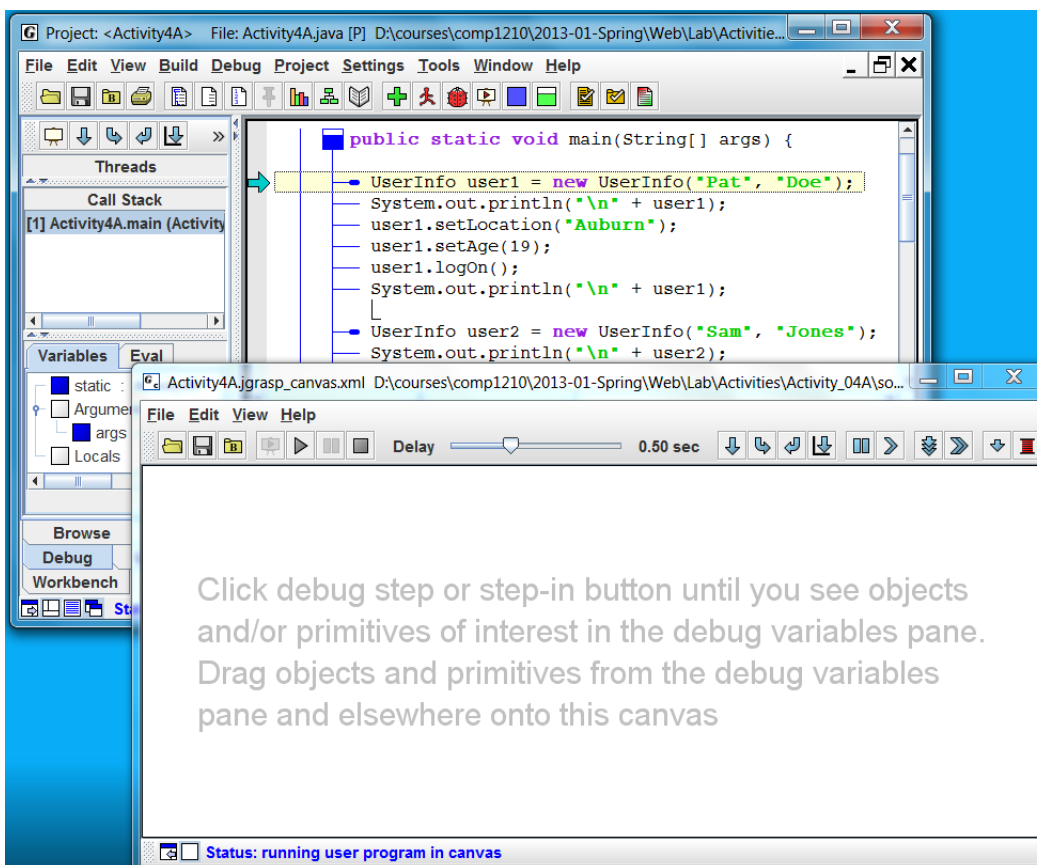 Project: <Activity4A>   File: Activity4A.java [P]  D:\courses\comp1210\2013-01-Spring\Web\Lab\Activitie...
File  Edit  View  Build  Debug  Project  Settings  Tools  Window  Help
Threads
Call Stack
[1] Activity4A.main (Activity
public static void main(String[] args) {
UserInfo user1 = new UserInfo("Pat", "Doe");
System.out.println("\n" + user1);
user1.setLocation("Auburn");
user1.setAge(19);
user1.logOn();
System.out.println("\n" + user1);
UserInfo user2 = new UserInfo("Sam", "Jones");
System.out.println("\n" + user2);
Variables  Eval
static :
Argumen
args
Locals
Browse
Debug
Workbench
Sta
Activity4A.jgrasp_canvas.xml  D:\courses\comp1210\2013-01-Spring\Web\Lab\Activities\Activity_04A\so...
File  Edit  View  Help
Delay  0.50 sec
Click debug step or step-in button until you see objects
and/or primitives of interest in the debug variables pane.
Drag objects and primitives from the debug variables
pane and elsewhere onto this canvas
Status: running user program in canvas